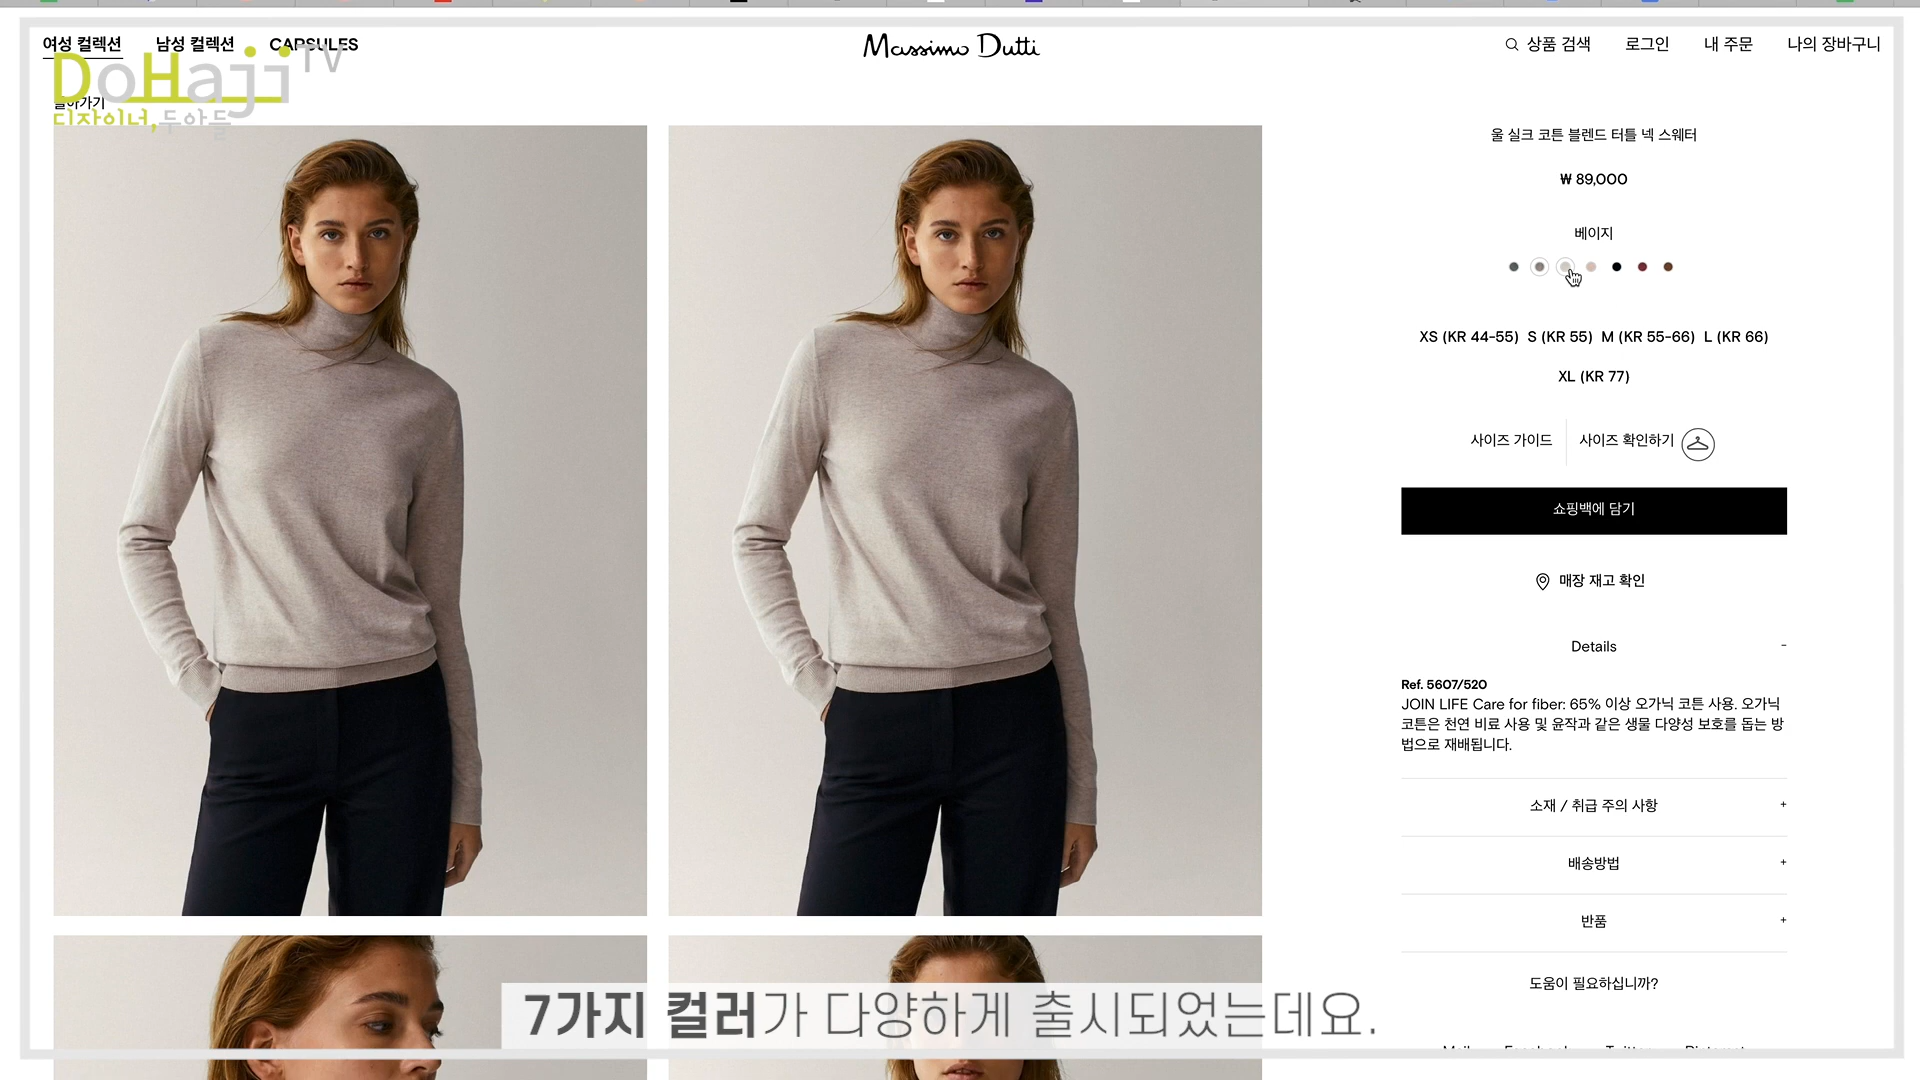 여성 컬렉션 남성 컬렉션 CAPSULES
Massimo Dutti
상품 검색 로그인 내 주문 나의 장바구니
DoHajiTV
돌아가기
디자이너, 두아들
울 실크 코튼 블렌드 터틀 넥 스웨터
₩ 89,000
베이지
XS (KR 44-55) S (KR 55) M (KR 55-66) L (KR 66)
XL (KR 77)
사이즈 가이드 사이즈 확인하기
쇼핑백에 담기
매장 재고 확인
Details -
Ref. 5607/520
JOIN LIFE Care for fiber: 65% 이상 오가닉 코튼 사용. 오가닉
코튼은 천연 비료 사용 및 윤작과 같은 생물 다양성 보호를 돕는 방
법으로 재배됩니다.
소재 / 취급 주의 사항 +
배송방법 +
반품 +
도움이 필요하십니까?
7가지 컬러가 다양하게 출시되었는데요.